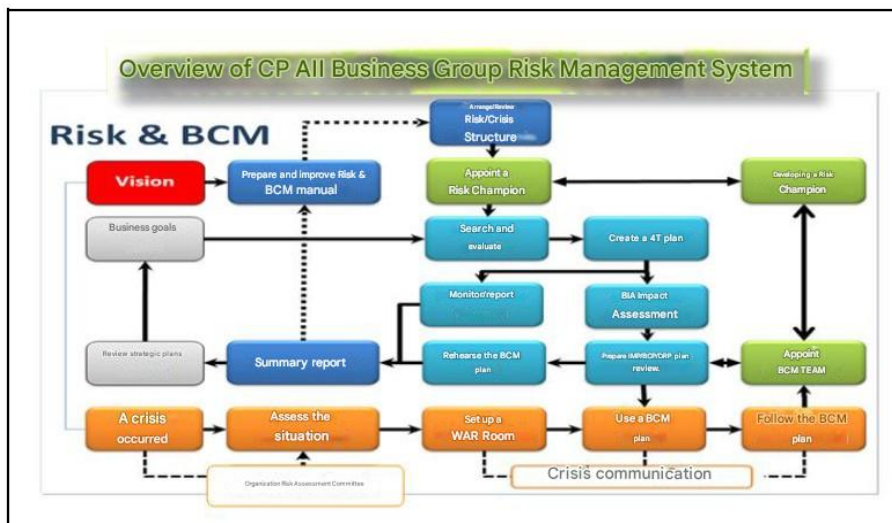 Overview of CP All Business Group Risk Management System
Risk & BCM
Arrange/Review
Risk/Crisis
Structure
Vision
Prepare and improve Risk &
BCM manual
Appoint a
Risk Champion
Developing a Risk
Champion
Business goals
Search and
evaluate
Create a 4T plan
Monitor/report
BIA Impact
Assessment
Review strategic plans
Summary report
Rehearse the BCM
plan
plan
review.
Prepare
Appoint
BCM TEAM
A crisis
occurred
Assess the
situation
Set up a
WAR Room
Use a BCM
plan
Follow the BCM
plan
Organization Risk Assessment Committee
Crisis communication